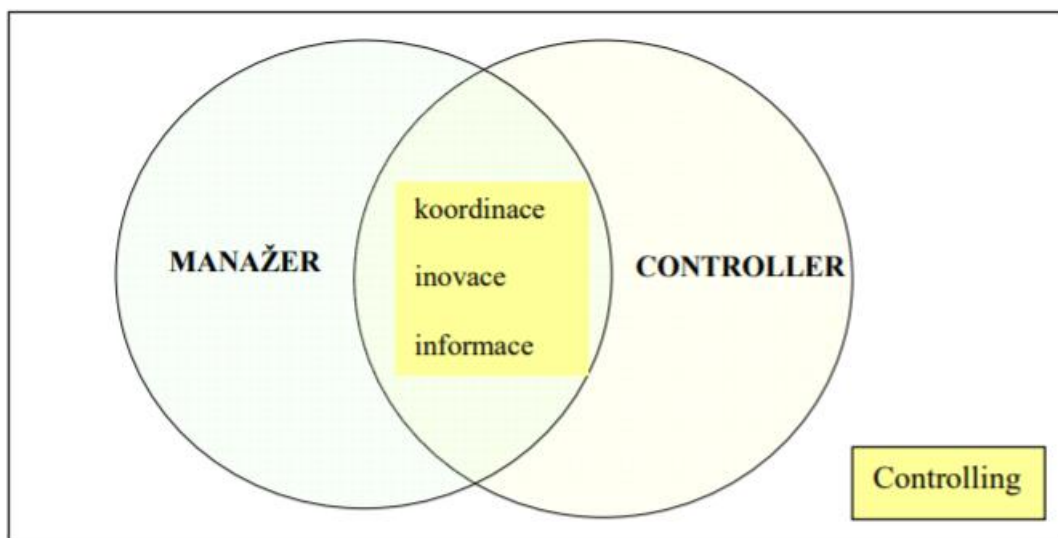 koordinace
MANAŽER
inovace
CONTROLLER
informace
Controlling